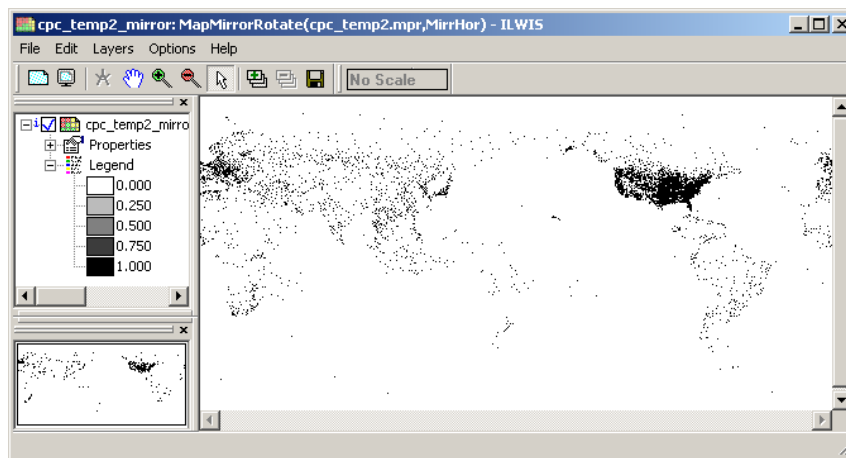 cpc_temp2_mirror: MapMirrorRotate(cpc_temp2.mpr,MirrHor) - ILWIS
File Edit Layers Options Help
No Scale
cpc_temp2_mirro
Properties
Legend
0.000
0.250
0.500
0.750
1.000